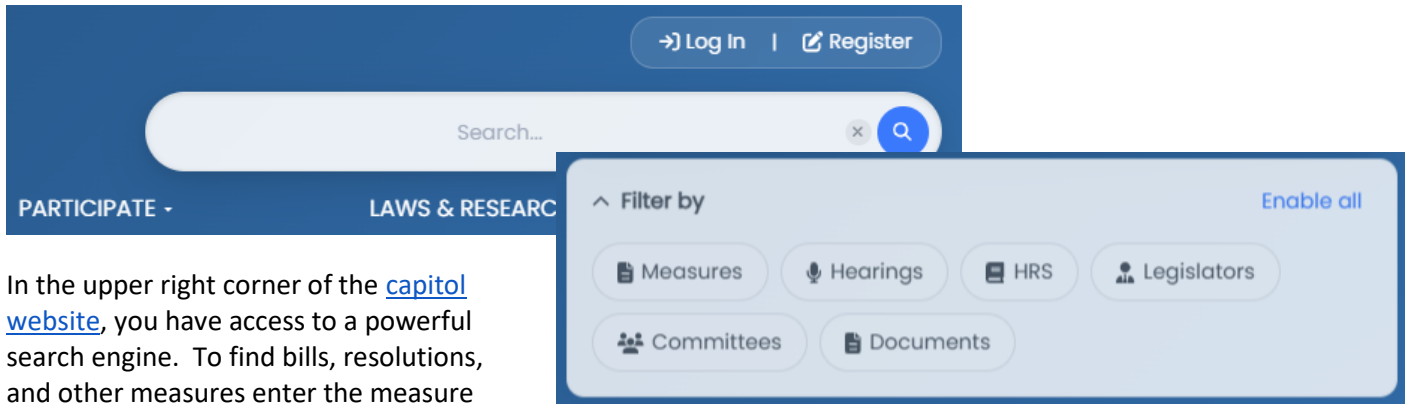 Log In | Register
Search...
PARTICIPATE
LAWS & RESEARC
Filter by Enable all
Measures Hearings HRS Legislators
Committees Documents
In the upper right corner of the capitol
website, you have access to a powerful
search engine.  To find bills, resolutions,
and other measures enter the measure